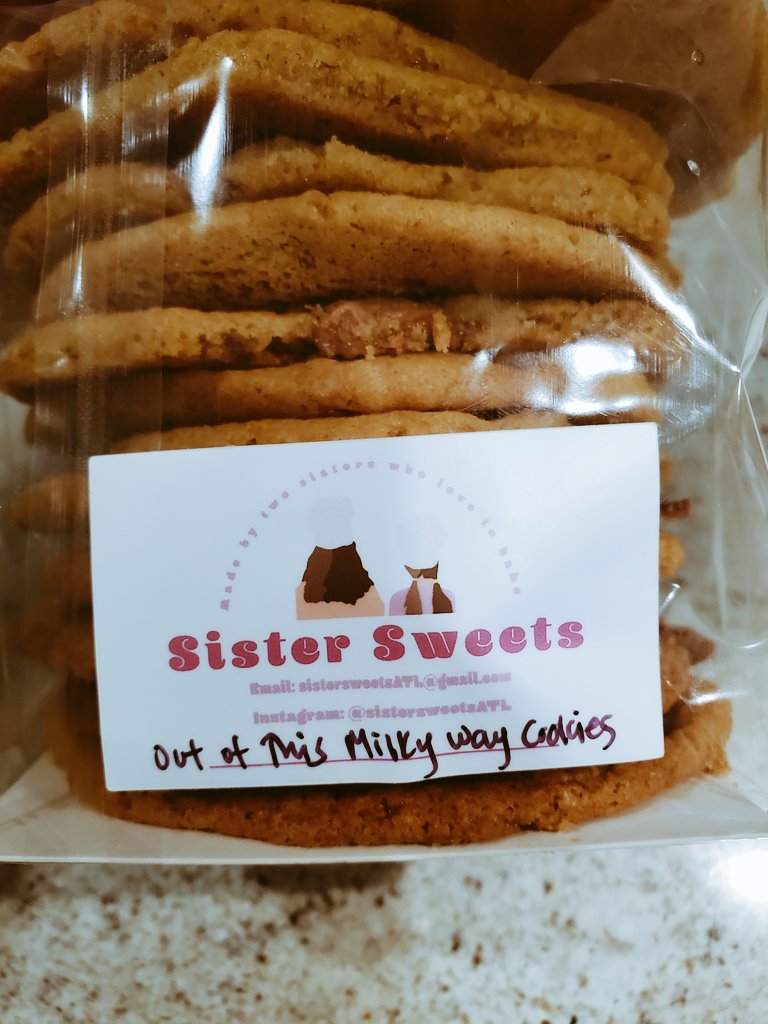 Made by two sisters who love to bake
Sister Sweets
Email: sistersweetsATL@gmail.com
Instagram: @sistersweetsATL
Out of This Milky Way Cookies